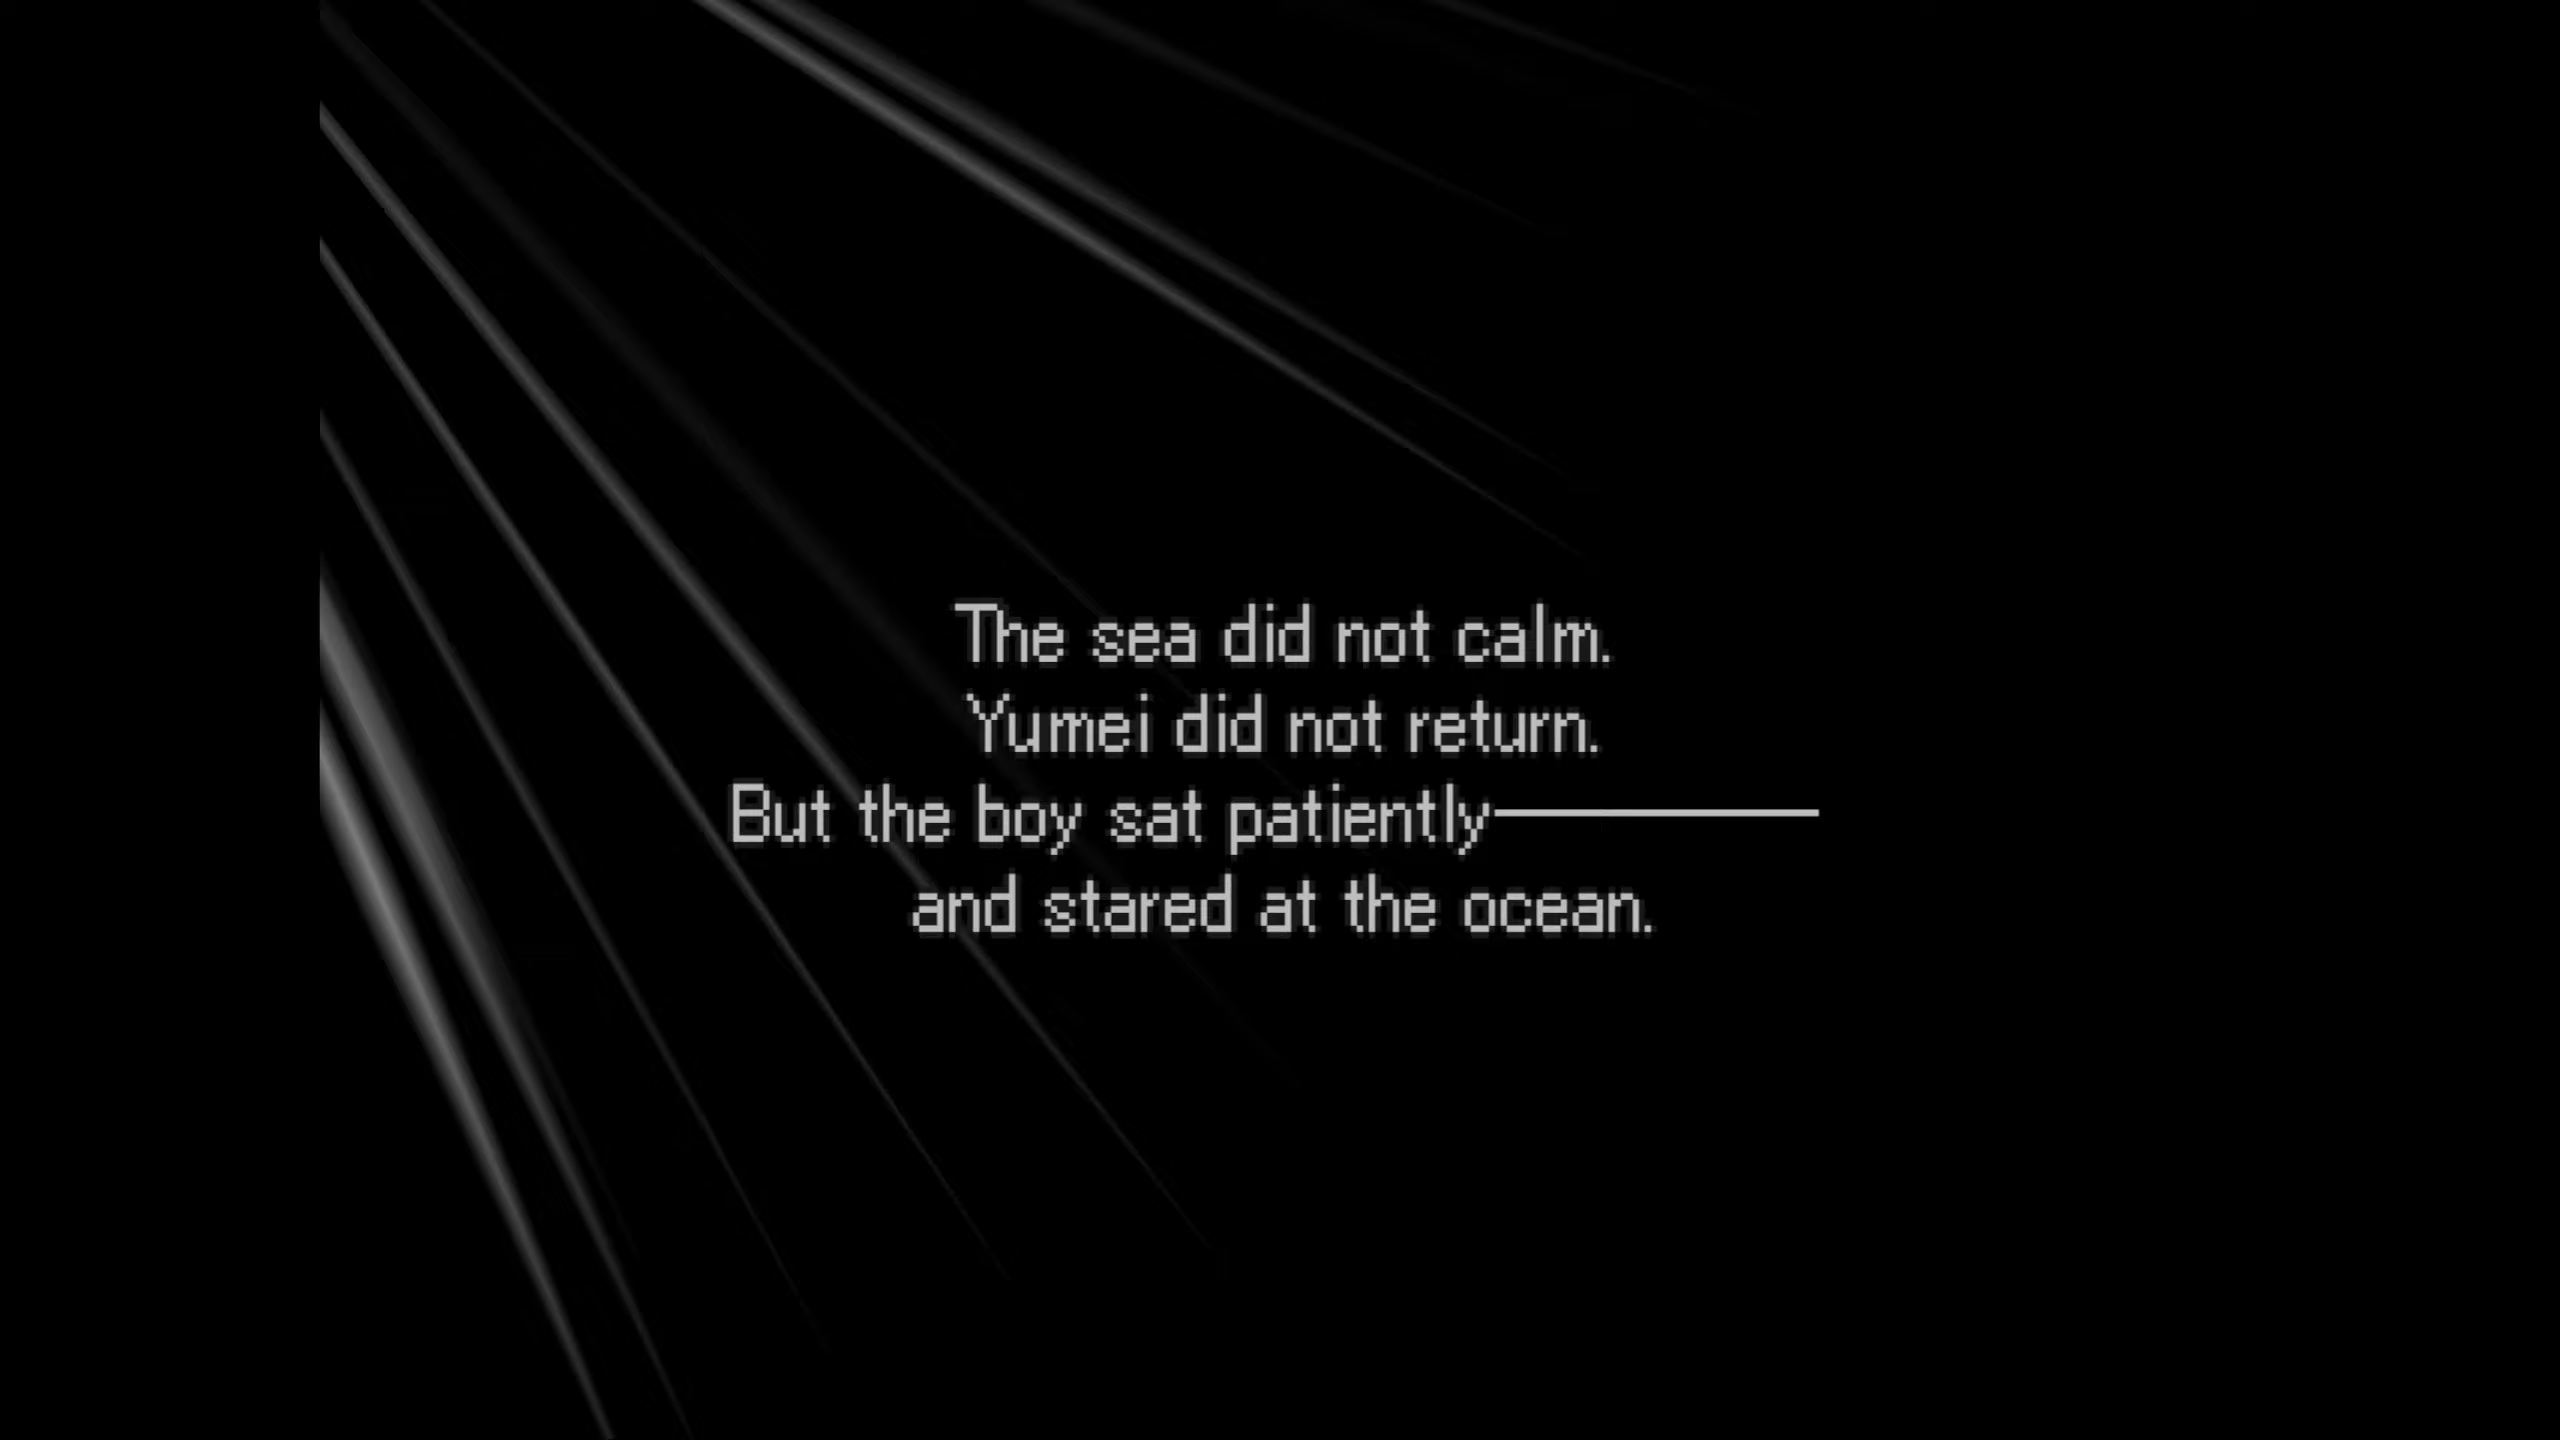 The sea did not calm.
Yumei did not return.
But the boy sat patiently————
and stared at the ocean.